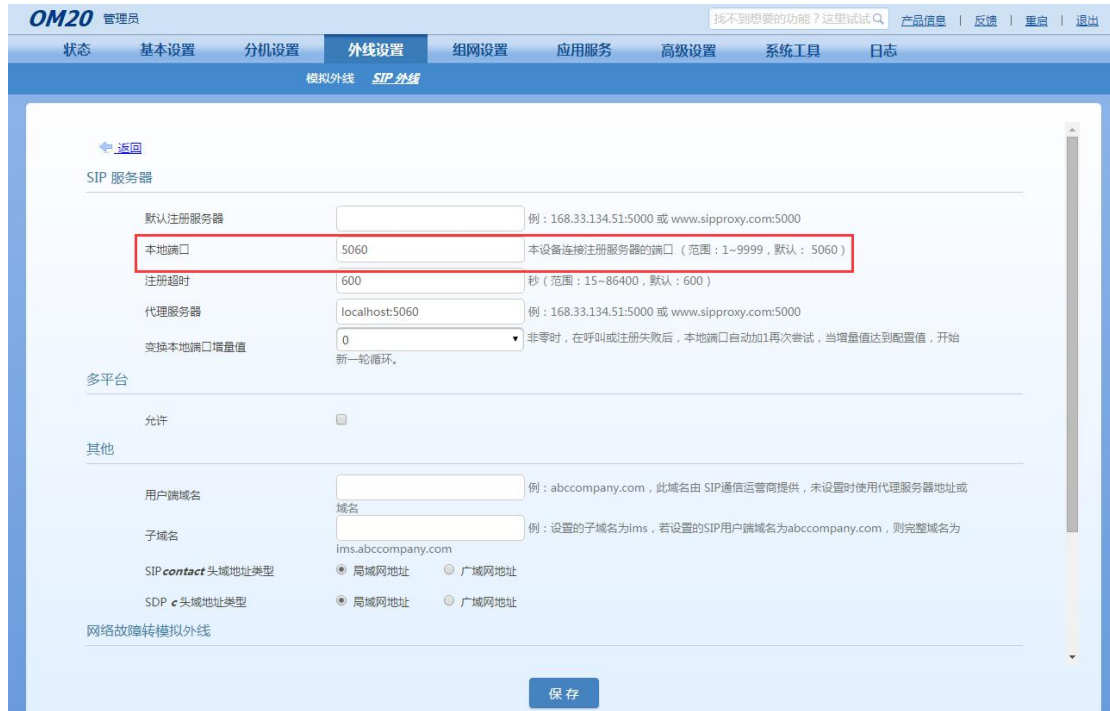 OM20 管理员 找不到想要的功能？这里试试 产品信息 | 反馈 | 重启 | 退出
状态 基本设置 分机设置 外线设置 组网设置 应用服务 高级设置 系统工具 日志
模拟外线 SIP 外线
返回
SIP 服务器
默认注册服务器 例：168.33.134.51:5000 或 www.sipproxy.com:5000
本地端口 5060 本设备连接注册服务器的端口（范围：1~9999，默认： 5060）
注册超时 600 秒（范围：15~86400，默认：600）
代理服务器 localhost:5060 例：168.33.134.51:5000 或 www.sipproxy.com:5000
变换本地端口增量值 0 非零时，在呼叫或注册失败后，本地端口自动加1再次尝试，当增量值达到配置值，开始
新一轮循环。
多平台
允许
其他
用户端域名 例：abccompany.com，此域名由 SIP通信运营商提供，未设置时使用代理服务器地址或
域名
子域名 例：设置的子域名为ims，若设置的SIP用户端域名为abccompany.com，则完整域名为
ims.abccompany.com
SIP contact 头域地址类型 局域网地址 广域网地址
SDP c 头域地址类型 局域网地址 广域网地址
网络故障转模拟外线
保存